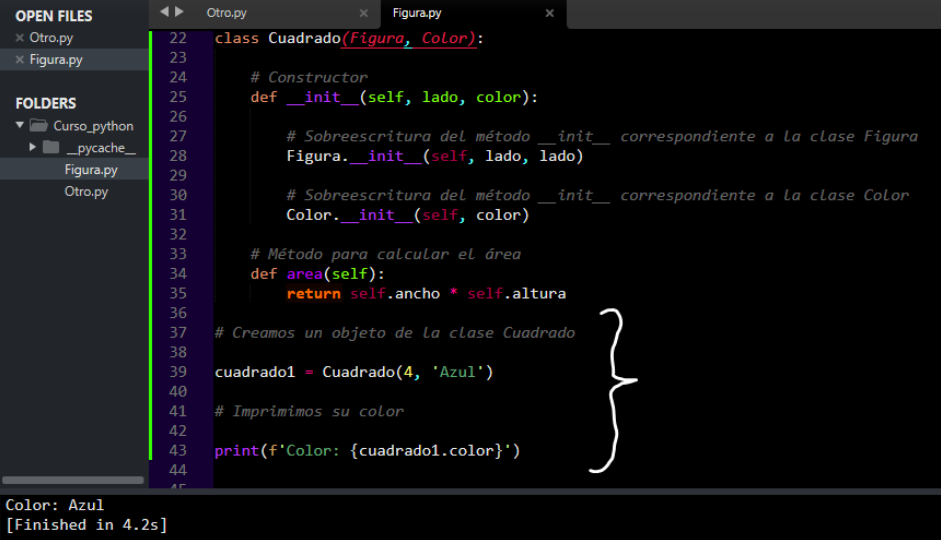 OPEN FILES
× Otro.py
× Figura.py
FOLDERS
▼ Curso_python
▶ __pycache__
Figura.py
Otro.py
◀ ▶ Otro.py × Figura.py ×
22 class Cuadrado(Figura, Color):
23
24     # Constructor
25     def __init__(self, lado, color):
26
27         # Sobreescritura del método __init__ correspondiente a la clase Figura
28         Figura.__init__(self, lado, lado)
29
30         # Sobreescritura del método __init__ correspondiente a la clase Color
31         Color.__init__(self, color)
32
33     # Método para calcular el área
34     def area(self):
35         return self.ancho * self.altura
36
37 # Creamos un objeto de la clase Cuadrado
38
39 cuadrado1 = Cuadrado(4, 'Azul')
40
41 # Imprimimos su color
42
43 print(f'Color: {cuadrado1.color}')
44
45
Color: Azul
[Finished in 4.2s]